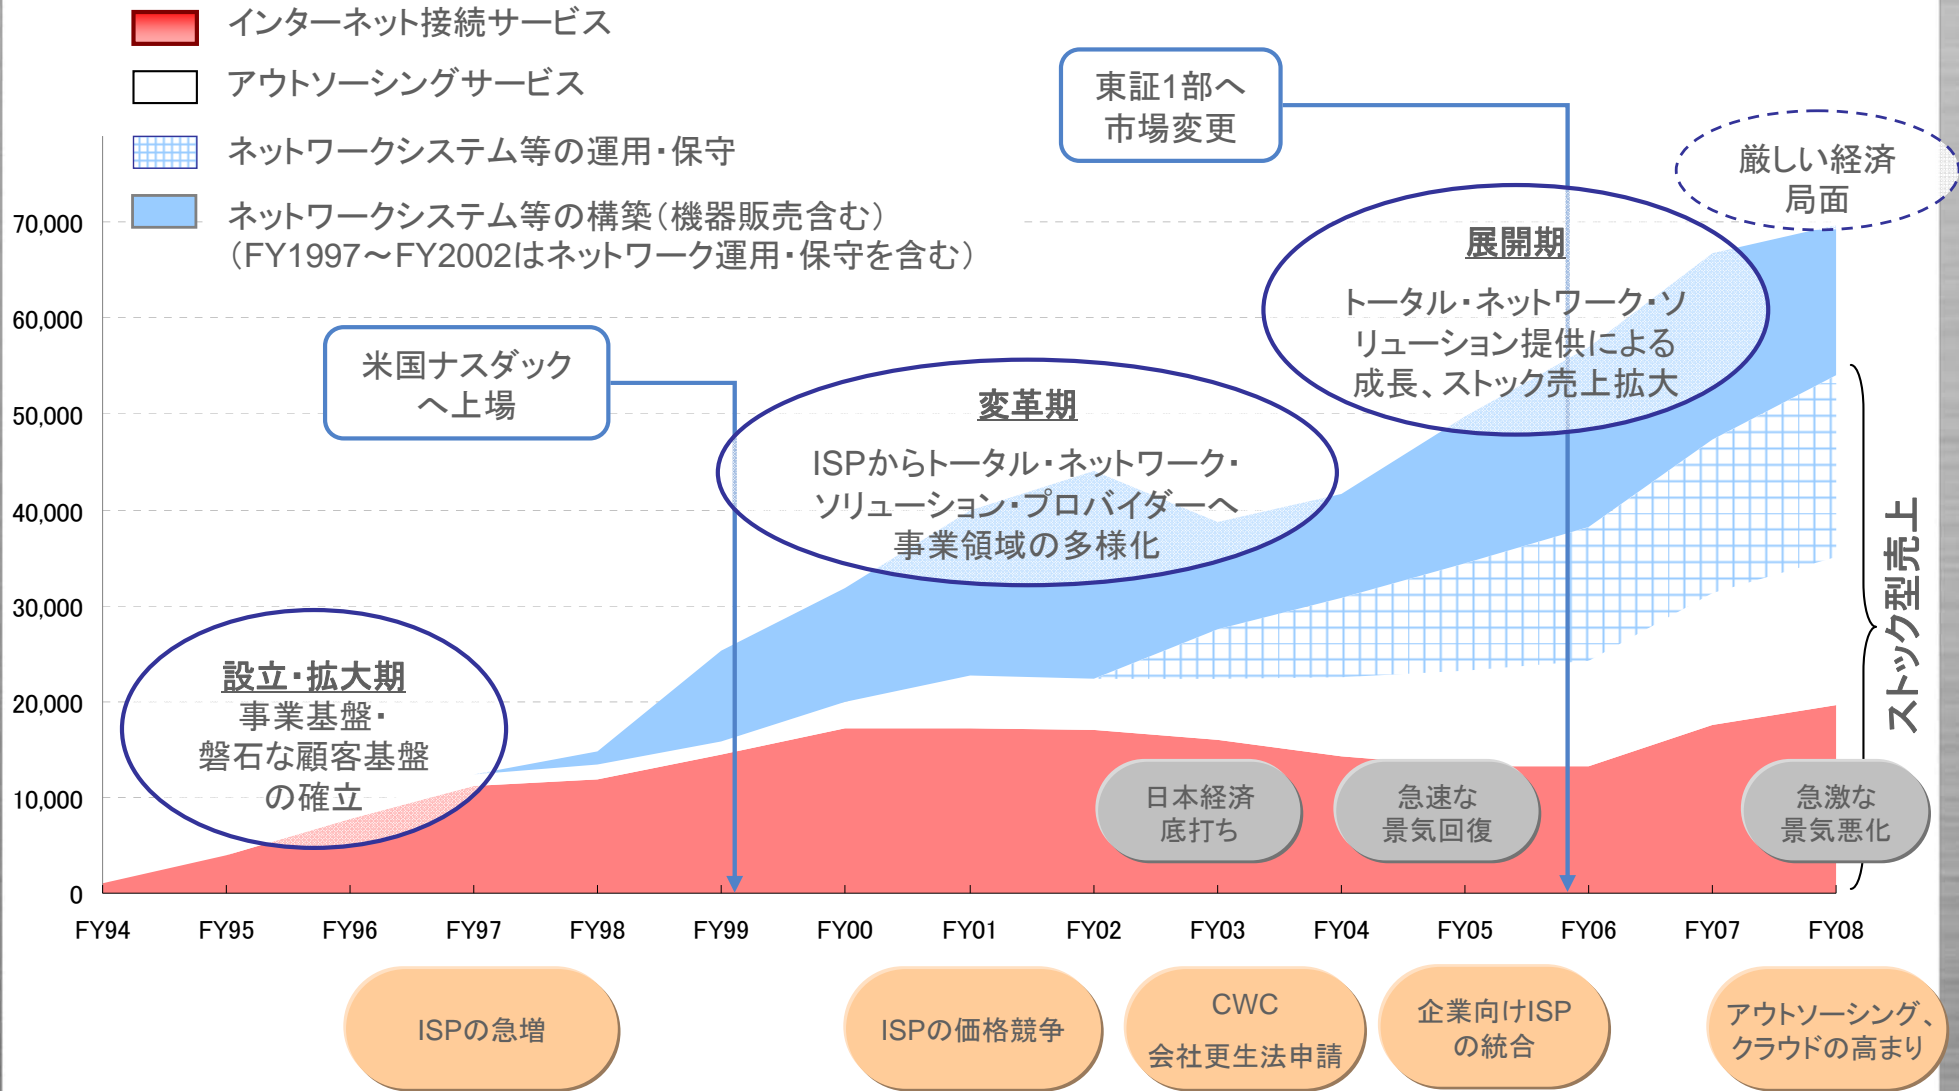 インターネット接続サービス
アウトソーシングサービス
ネットワークシステム等の運用・保守
ネットワークシステム等の構築（機器販売含む）
（FY1997～FY2002はネットワーク運用・保守を含む）
東証1部へ
市場変更
厳しい経済
局面
展開期
トータル・ネットワーク・ソ
リューション提供による
成長、ストック売上拡大
米国ナスダック
へ上場
変革期
ISPからトータル・ネットワーク・
ソリューション・プロバイダーへ
事業領域の多様化
設立・拡大期
事業基盤・
磐石な顧客基盤
の確立
ストック型売上
日本経済
底打ち
急速な
景気回復
急激な
景気悪化
70,000
60,000
50,000
40,000
30,000
20,000
10,000
0
FY94 FY95 FY96 FY97 FY98 FY99 FY00 FY01 FY02 FY03 FY04 FY05 FY06 FY07 FY08
ISPの急増
ISPの価格競争
CWC
会社更生法申請
企業向けISP
の統合
アウトソーシング、
クラウドの高まり